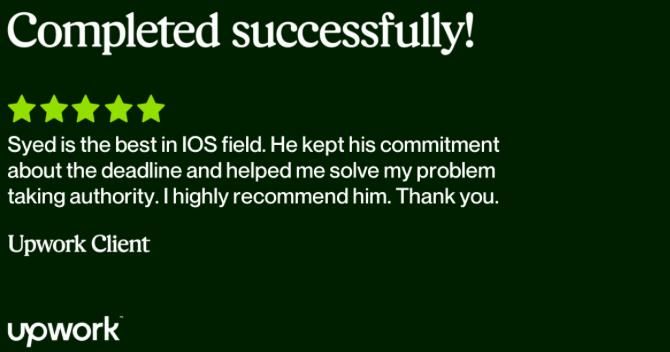 Completed successfully!
Syed is the best in IOS field. He kept his commitment
about the deadline and helped me solve my problem
taking authority. I highly recommend him. Thank you.
Upwork Client
upwork™